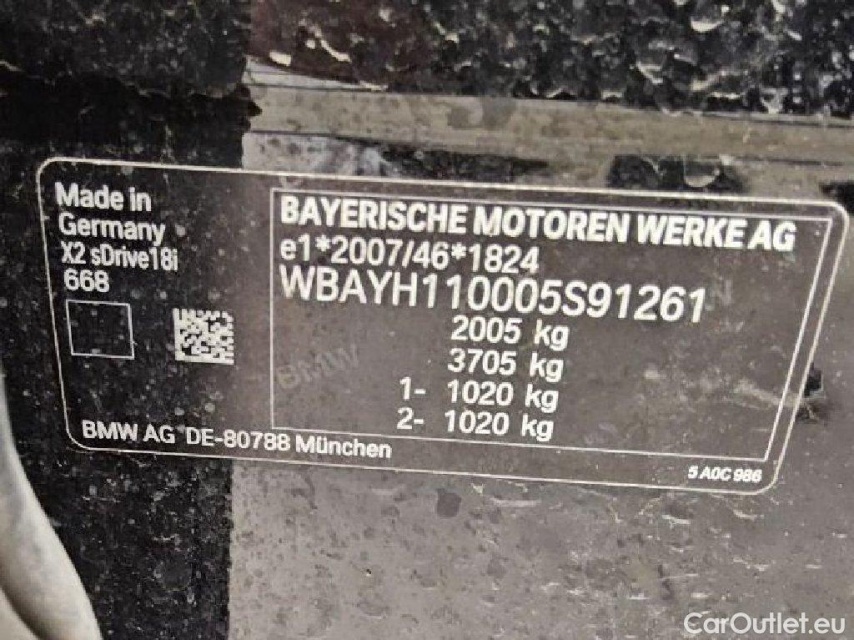 Made in
Germany
X2 sDrive18i
668
BAYERISCHE MOTOREN WERKE AG
e1*2007/46*1824
WBAYH110005S91261
2005 kg
3705 kg
1- 1020 kg
2- 1020 kg
BMW
BMW AG DE-80788 München
5 A0C 986
CarOutlet.eu